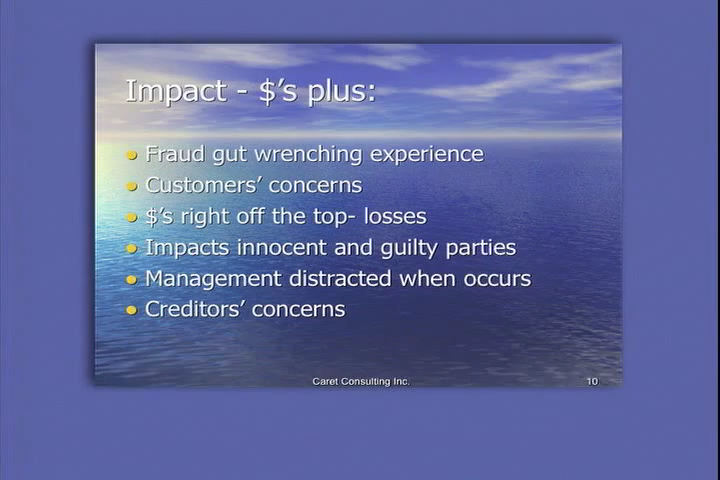 Impact - $’s plus:
Fraud gut wrenching experience
Customers’ concerns
$’s right off the top- losses
Impacts innocent and guilty parties
Management distracted when occurs
Creditors’ concerns
Caret Consulting Inc.
10